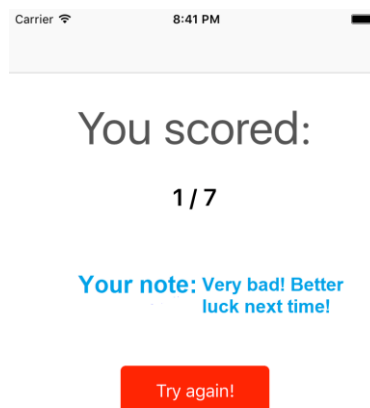 Carrier 8:41 PM
You scored:
1 / 7
Your note: Very bad! Better
luck next time!
Try again!